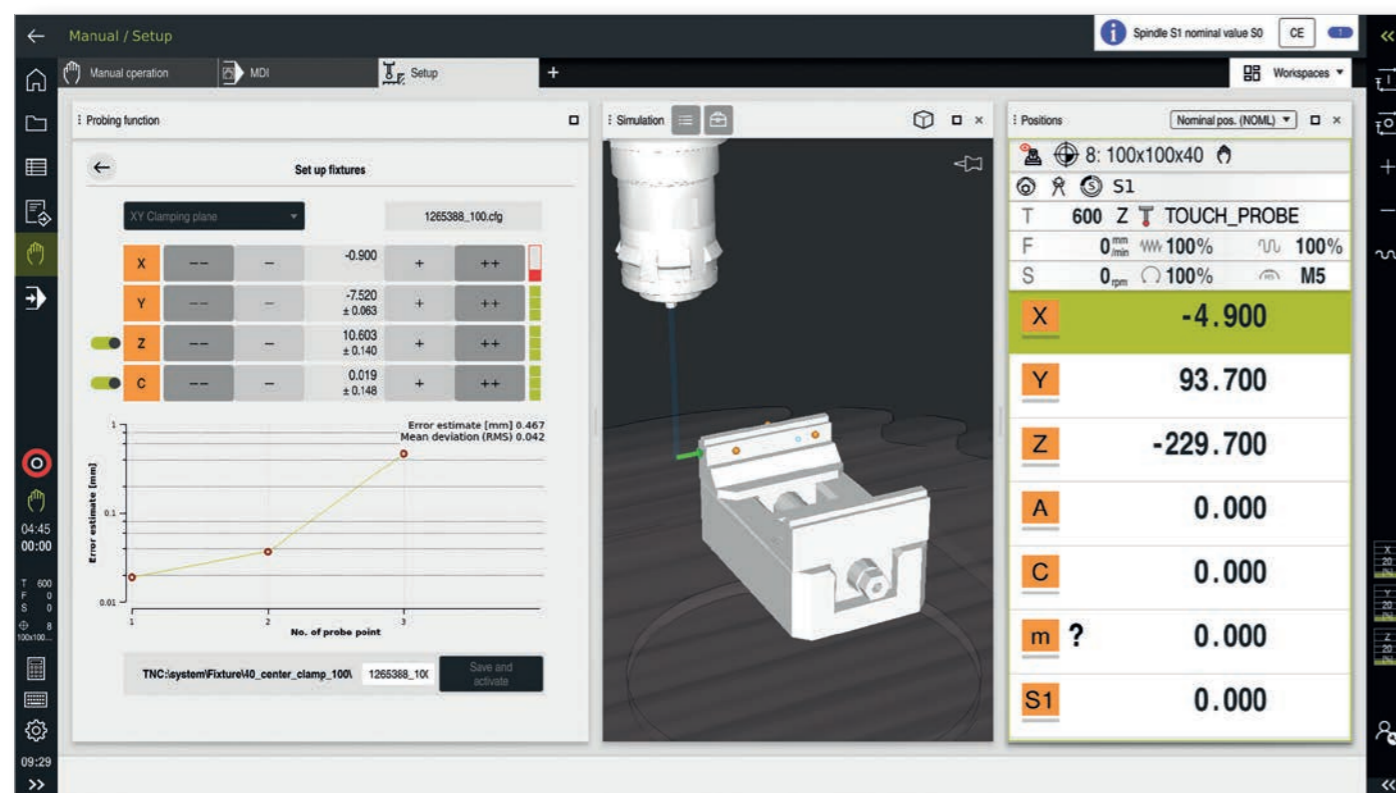 Manual / Setup
Spindle S1 nominal value S0
CE
1
Manual operation
MDI
Setup
+
Workspaces
Probing function
Set up fixtures
XY Clamping plane
1265388_100.cfg
X -- - -0.900 + ++
Y -- - -7.520 ± 0.063 + ++
Z -- - 10.603 ± 0.140 + ++
C -- - 0.019 ± 0.148 + ++
Error estimate [mm] 0.467
Mean deviation (RMS) 0.042
Error estimate [mm]
1
0.1
0.01
1 2 3
No. of probe point
TNC:\system\Fixture\40_center_clamp_100\ 1265388_10
Save and
activate
Simulation
Positions
Nominal pos. (NOML)
8: 100x100x40
S1
T 600 Z TOUCH_PROBE
F 0 mm/min 100% 100%
S 0 rpm 100% M5
X -4.900
Y 93.700
Z -229.700
A 0.000
C 0.000
m ? 0.000
S1 0.000
04:45
00:00
T 600
F 0
S 0
8
100x100...
09:29
X
20
Y
20
Z
20